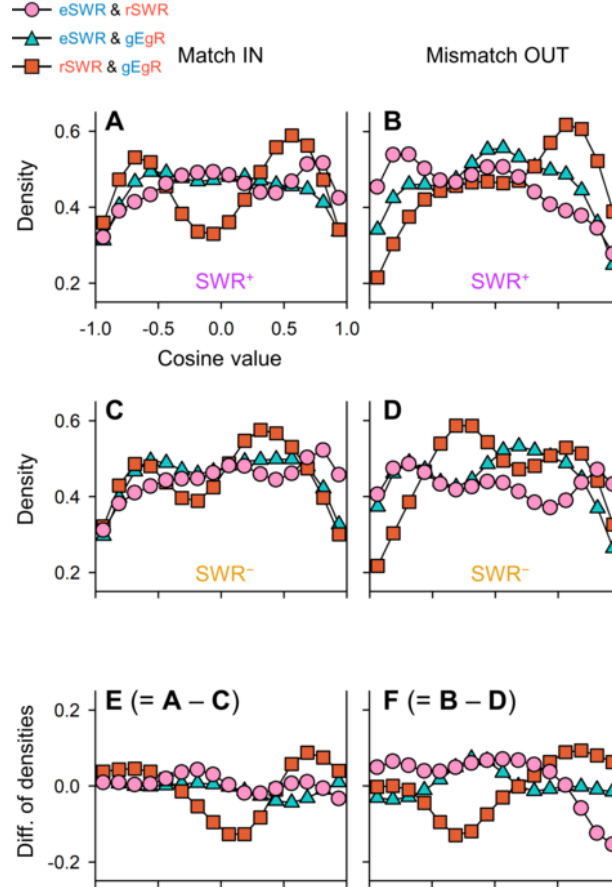 eSWR & rSWR
eSWR & gEgR
rSWR & gEgR
Match IN
Mismatch OUT
A
B
Density
0.6
0.4
0.2
SWR⁺
SWR⁺
-1.0 -0.5 0.0 0.5 1.0
Cosine value
C
D
Density
0.6
0.4
0.2
SWR⁻
SWR⁻
E (= A – C)
F (= B – D)
Diff. of densities
0.2
0.0
-0.2